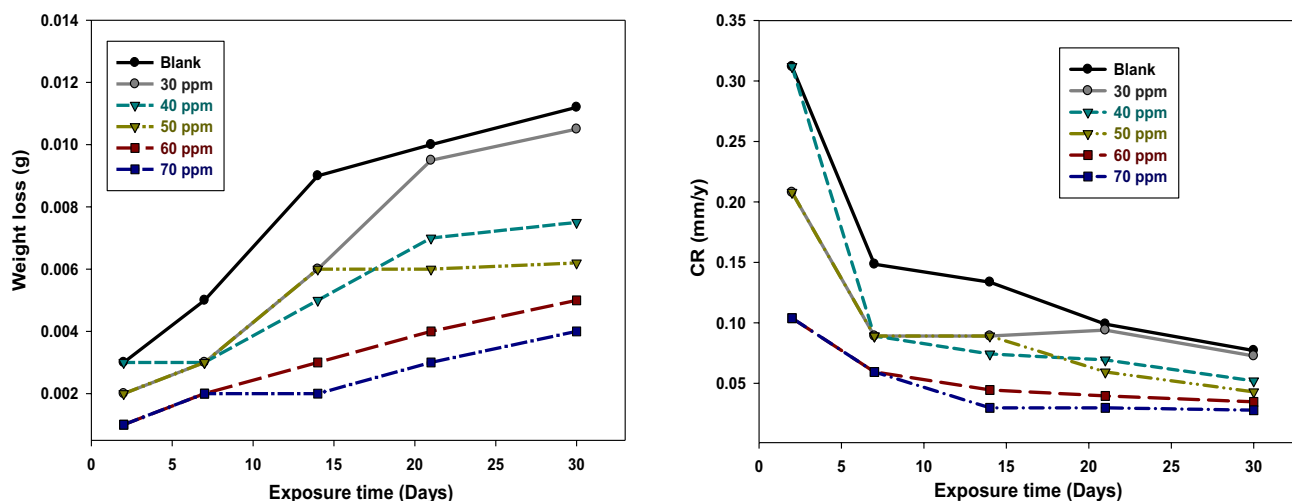 0.014
0.012
0.010
0.008
0.006
0.004
0.002
Weight loss (g)
Blank
30 ppm
40 ppm
50 ppm
60 ppm
70 ppm
0 5 10 15 20 25 30
Exposure time (Days)
0.35
0.30
0.25
0.20
0.15
0.10
0.05
CR (mm/y)
Blank
30 ppm
40 ppm
50 ppm
60 ppm
70 ppm
0 5 10 15 20 25 30
Exposure time (Days)